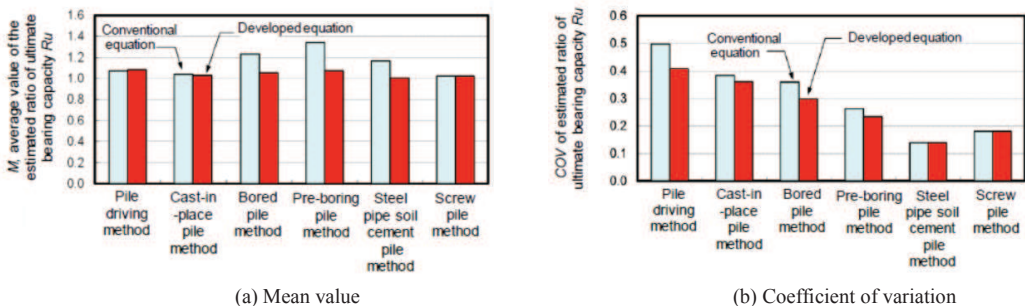 M, average value of the
estimated ratio of ultimate
bearing capacity Ru
1.6
1.4
1.2
1.0
0.8
0.6
0.4
0.2
0.0
Conventional
equation
Developed equation
Pile
driving
method
Cast-in
-place
pile
method
Bored
pile
method
Pre-boring
pile
method
Steel
pipe soil
cement
pile
method
Screw
pile
method
(a) Mean value
COV of estimated ratio of
ultimate bearing capacity Ru
0.6
0.5
0.4
0.3
0.2
0.1
0.0
Conventional
equation
Developed equation
Pile
driving
method
Cast-in
-place
pile
method
Bored
pile
method
Pre-boring
pile
method
Steel
pipe soil
cement
pile
method
Screw
pile
method
(b) Coefficient of variation